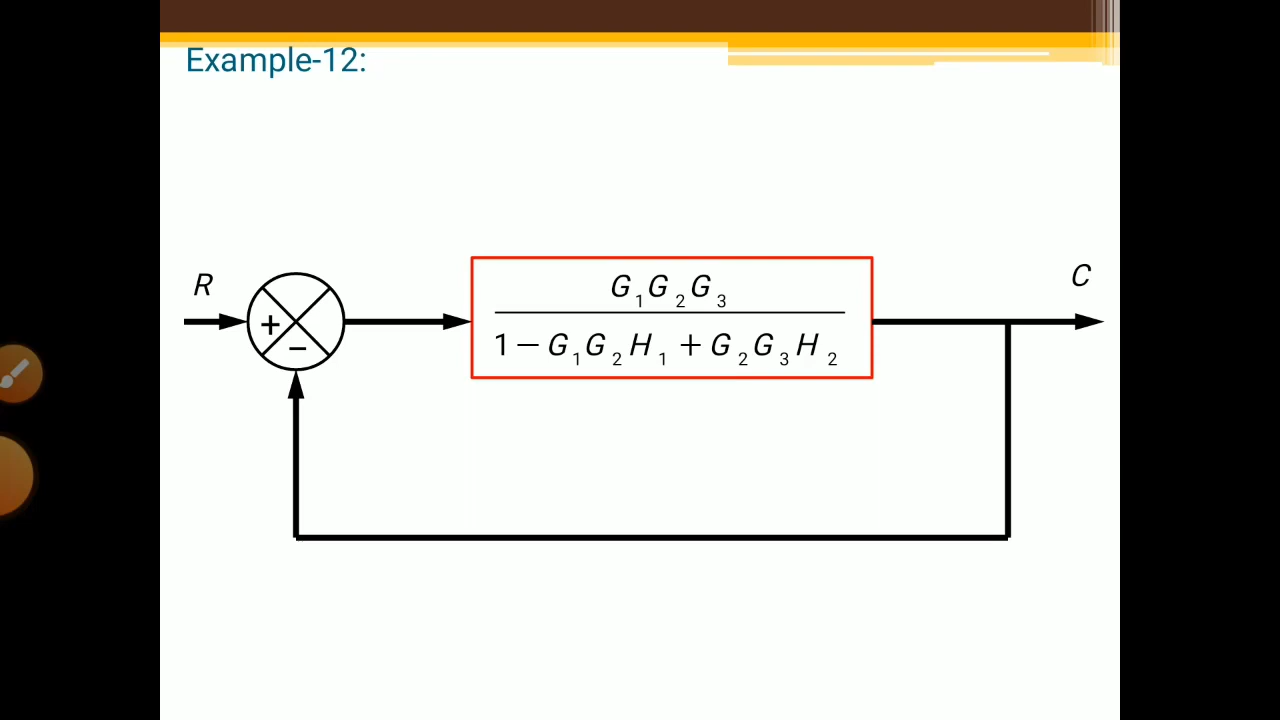 Example-12:
R
C
G₁G₂G₃
1 − G₁G₂H₁ + G₂G₃H₂
+
−